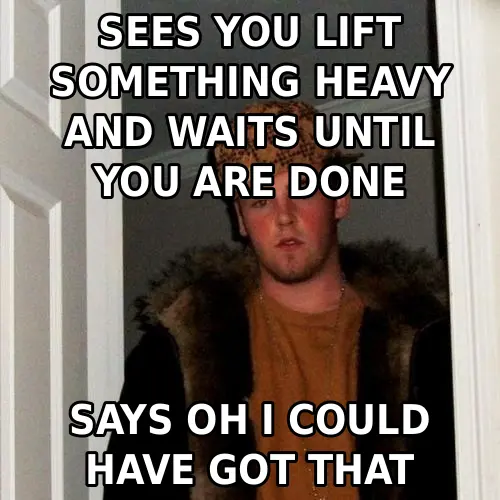 SEES YOU LIFT
SOMETHING HEAVY
AND WAITS UNTIL
YOU ARE DONE
SAYS OH I COULD
HAVE GOT THAT